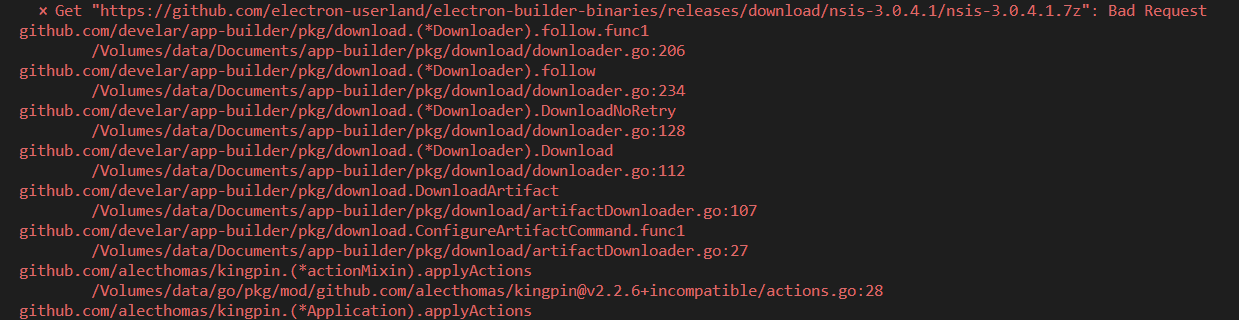 × Get "https://github.com/electron-userland/electron-builder-binaries/releases/download/nsis-3.0.4.1/nsis-3.0.4.1.7z": Bad Request
github.com/develar/app-builder/pkg/download.(*Downloader).follow.func1
/Volumes/data/Documents/app-builder/pkg/download/downloader.go:206
github.com/develar/app-builder/pkg/download.(*Downloader).follow
/Volumes/data/Documents/app-builder/pkg/download/downloader.go:234
github.com/develar/app-builder/pkg/download.(*Downloader).DownloadNoRetry
/Volumes/data/Documents/app-builder/pkg/download/downloader.go:128
github.com/develar/app-builder/pkg/download.(*Downloader).Download
/Volumes/data/Documents/app-builder/pkg/download/downloader.go:112
github.com/develar/app-builder/pkg/download.DownloadArtifact
/Volumes/data/Documents/app-builder/pkg/download/artifactDownloader.go:107
github.com/develar/app-builder/pkg/download.ConfigureArtifactCommand.func1
/Volumes/data/Documents/app-builder/pkg/download/artifactDownloader.go:27
github.com/alecthomas/kingpin.(*actionMixin).applyActions
/Volumes/data/go/pkg/mod/github.com/alecthomas/kingpin@v2.2.6+incompatible/actions.go:28
github.com/alecthomas/kingpin.(*Application).applyActions